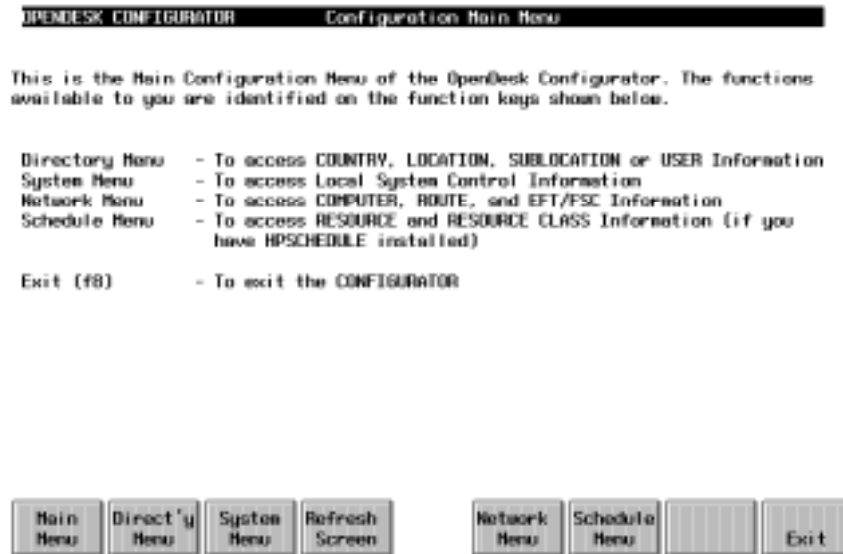 OPENDESK CONFIGURATOR Configuration Main Menu
This is the Main Configuration Menu of the OpenDesk Configurator. The functions
available to you are identified on the function keys shown below.
Directory Menu - To access COUNTRY, LOCATION, SUBLOCATION or USER Information
System Menu - To access Local System Control Information
Network Menu - To access COMPUTER, ROUTE, and EFT/FSC Information
Schedule Menu - To access RESOURCE and RESOURCE CLASS Information (if you
have HPSCHEDULE installed)
Exit (f8) - To exit the CONFIGURATOR
Main Direct'y System Refresh Network Schedule
Menu Menu Menu Screen Menu Menu Exit